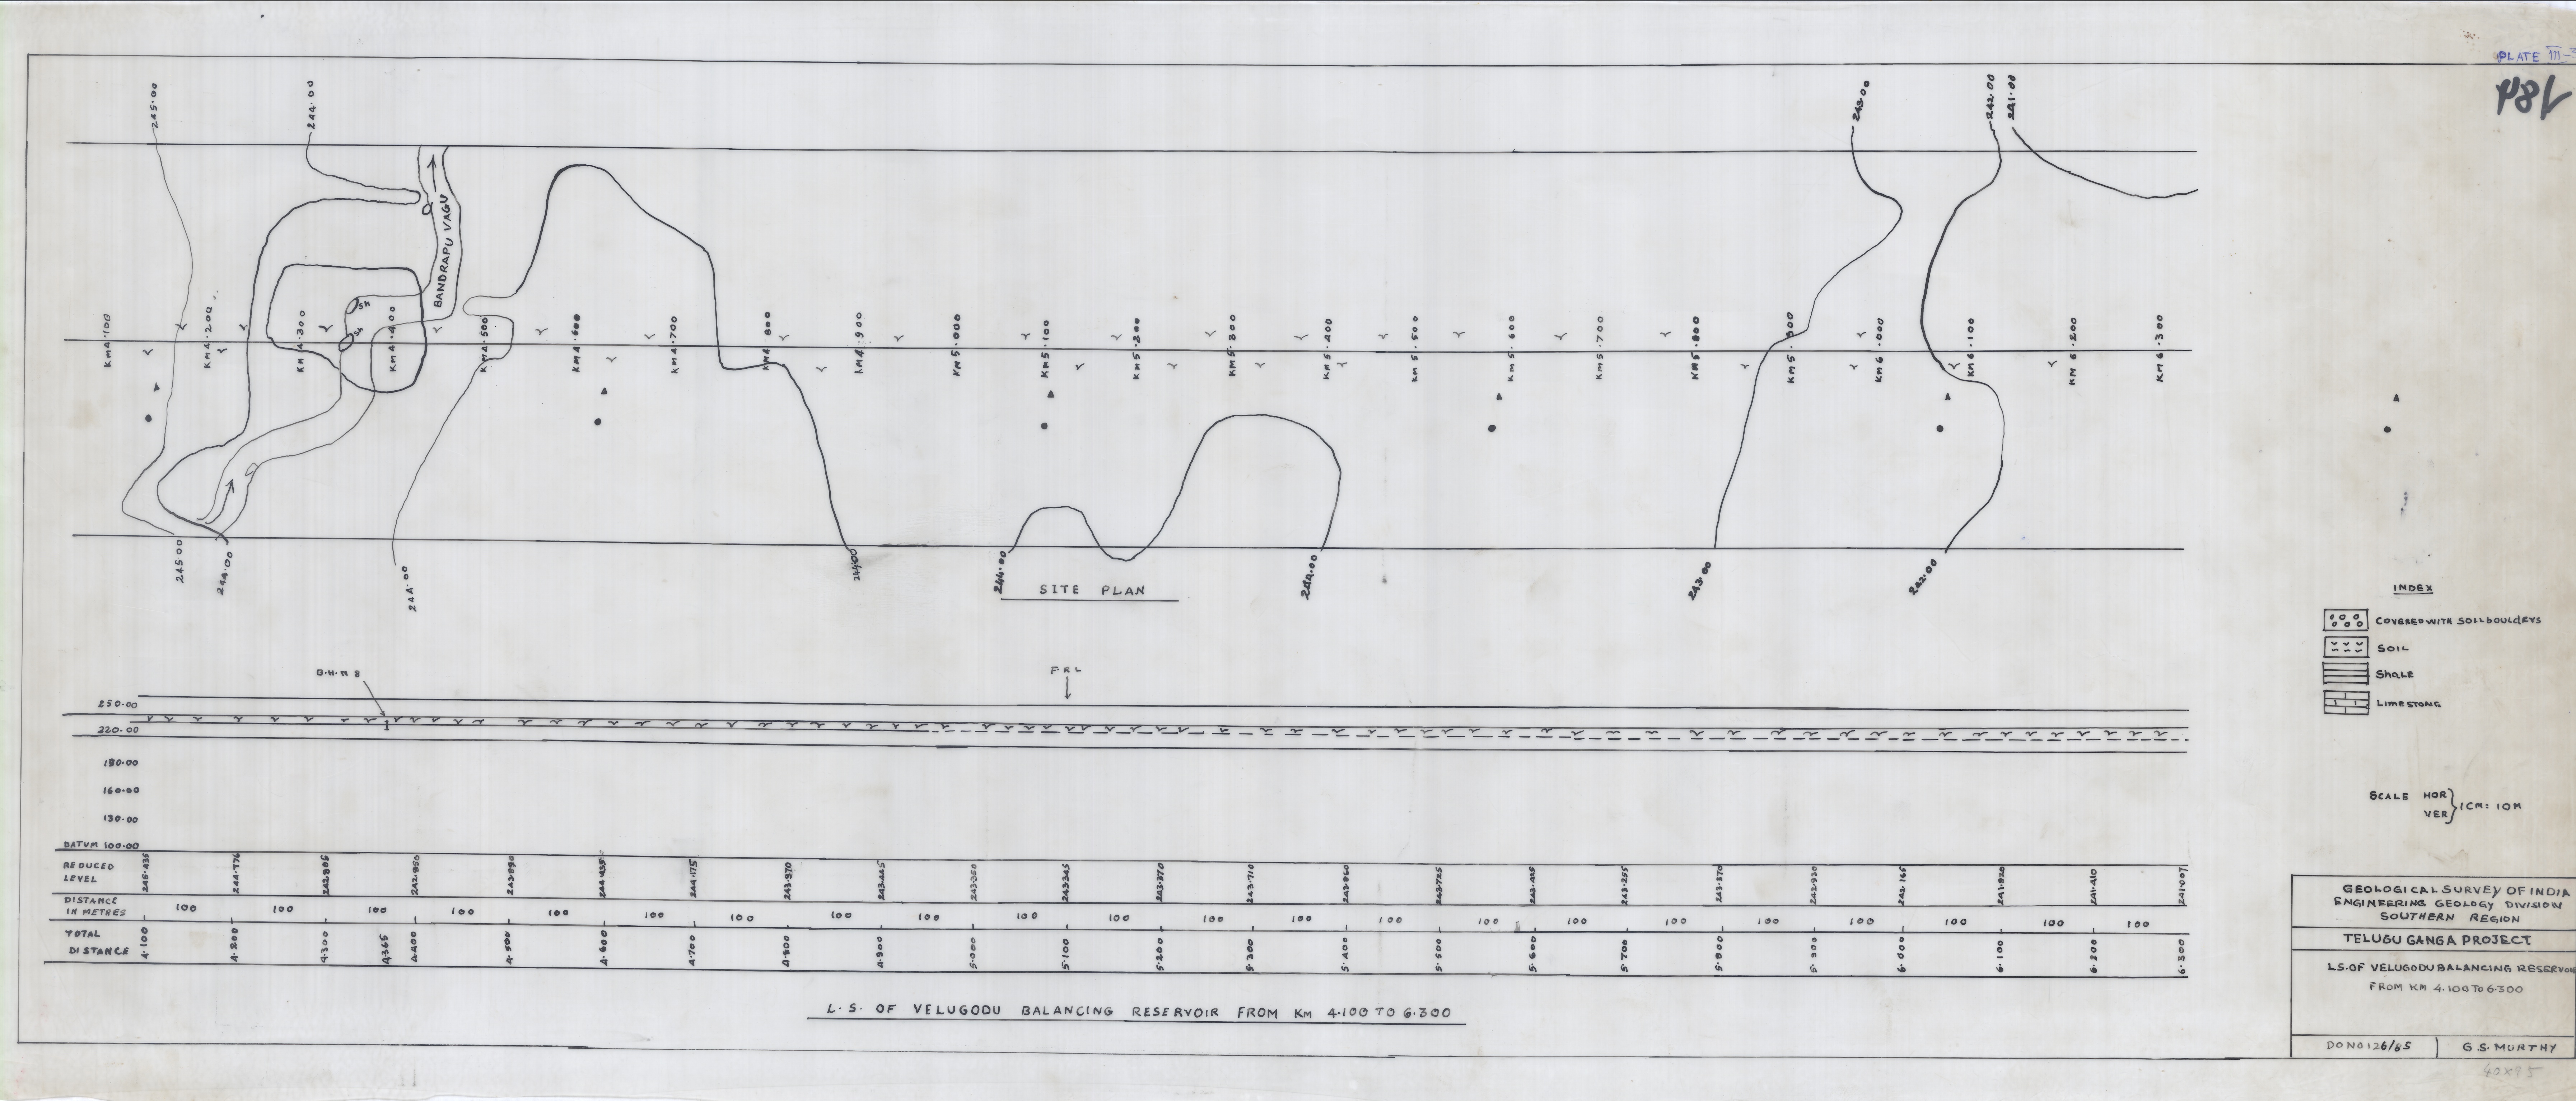 PLATE III-3
184
245.00
244.00
243.00
242.00
241.00
BANDRAPU VAGU
SH
SH
KM 4.100
KM 4.200
KM 4.300
KM 4.400
KM 4.500
KM 4.600
KM 4.700
KM 4.800
KM 4.900
KM 5.000
KM 5.100
KM 5.200
KM 5.300
KM 5.400
KM 5.500
KM 5.600
KM 5.700
KM 5.800
KM 5.900
KM 6.000
KM 6.100
KM 6.200
KM 6.300
245.00
244.00
244.00
244.00
244.00
244.00
243.00
242.00
SITE PLAN
INDEX
COVERED WITH SOIL BOULDERS
SOIL
Shale
LIMESTONE
B.H.N 8
F R L
250.00
220.00
190.00
160.00
130.00
SCALE HOR
VER
1CM: 10M
DATUM 100.00
REDUCED LEVEL 245.435 244.776 242.905 242.950 243.890 244.435 244.175 243.970 243.445 243.345 243.370 243.710 243.860 243.725 243.425 243.255 243.370 242.930 242.165 241.920 241.410 241.007
DISTANCE IN METRES 100 100 100 100 100 100 100 100 100 100 100 100 100 100 100 100 100 100 100 100 100 100
TOTAL DISTANCE 4.100 4.200 4.300 4.365 4.400 4.500 4.600 4.700 4.800 4.900 5.000 5.100 5.200 5.300 5.400 5.500 5.600 5.700 5.800 5.900 6.000 6.100 6.200 6.300
L.S. OF VELUGODU BALANCING RESERVOIR FROM KM 4.100 TO 6.300
GEOLOGICAL SURVEY OF INDIA
ENGINEERING GEOLOGY DIVISION
SOUTHERN REGION
TELUGU GANGA PROJECT
L.S.OF VELUGODU BALANCING RESERVOIR
FROM KM 4.100 TO 6.300
DO NO 126/85
G.S. MURTHY
40x95